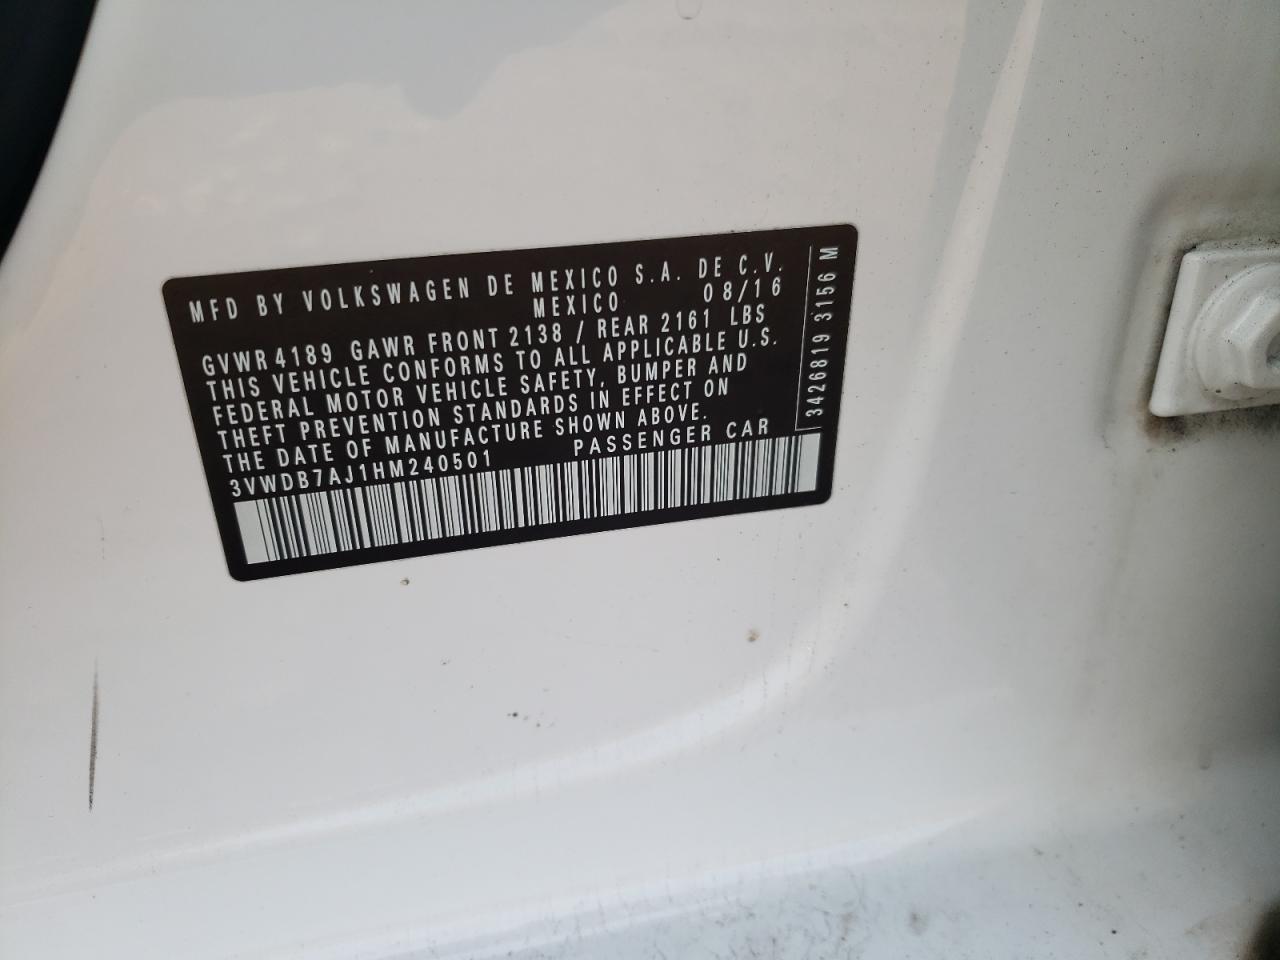 MFD BY VOLKSWAGEN DE MEXICO S.A. DE C.V.
MEXICO 08/16
GVWR 4189 GAWR FRONT 2138 / REAR 2161 LBS
THIS VEHICLE CONFORMS TO ALL APPLICABLE U.S.
FEDERAL MOTOR VEHICLE SAFETY, BUMPER AND
THEFT PREVENTION STANDARDS IN EFFECT ON
THE DATE OF MANUFACTURE SHOWN ABOVE.
3VWDB7AJ1HM240501 PASSENGER CAR
3426819 3156 M